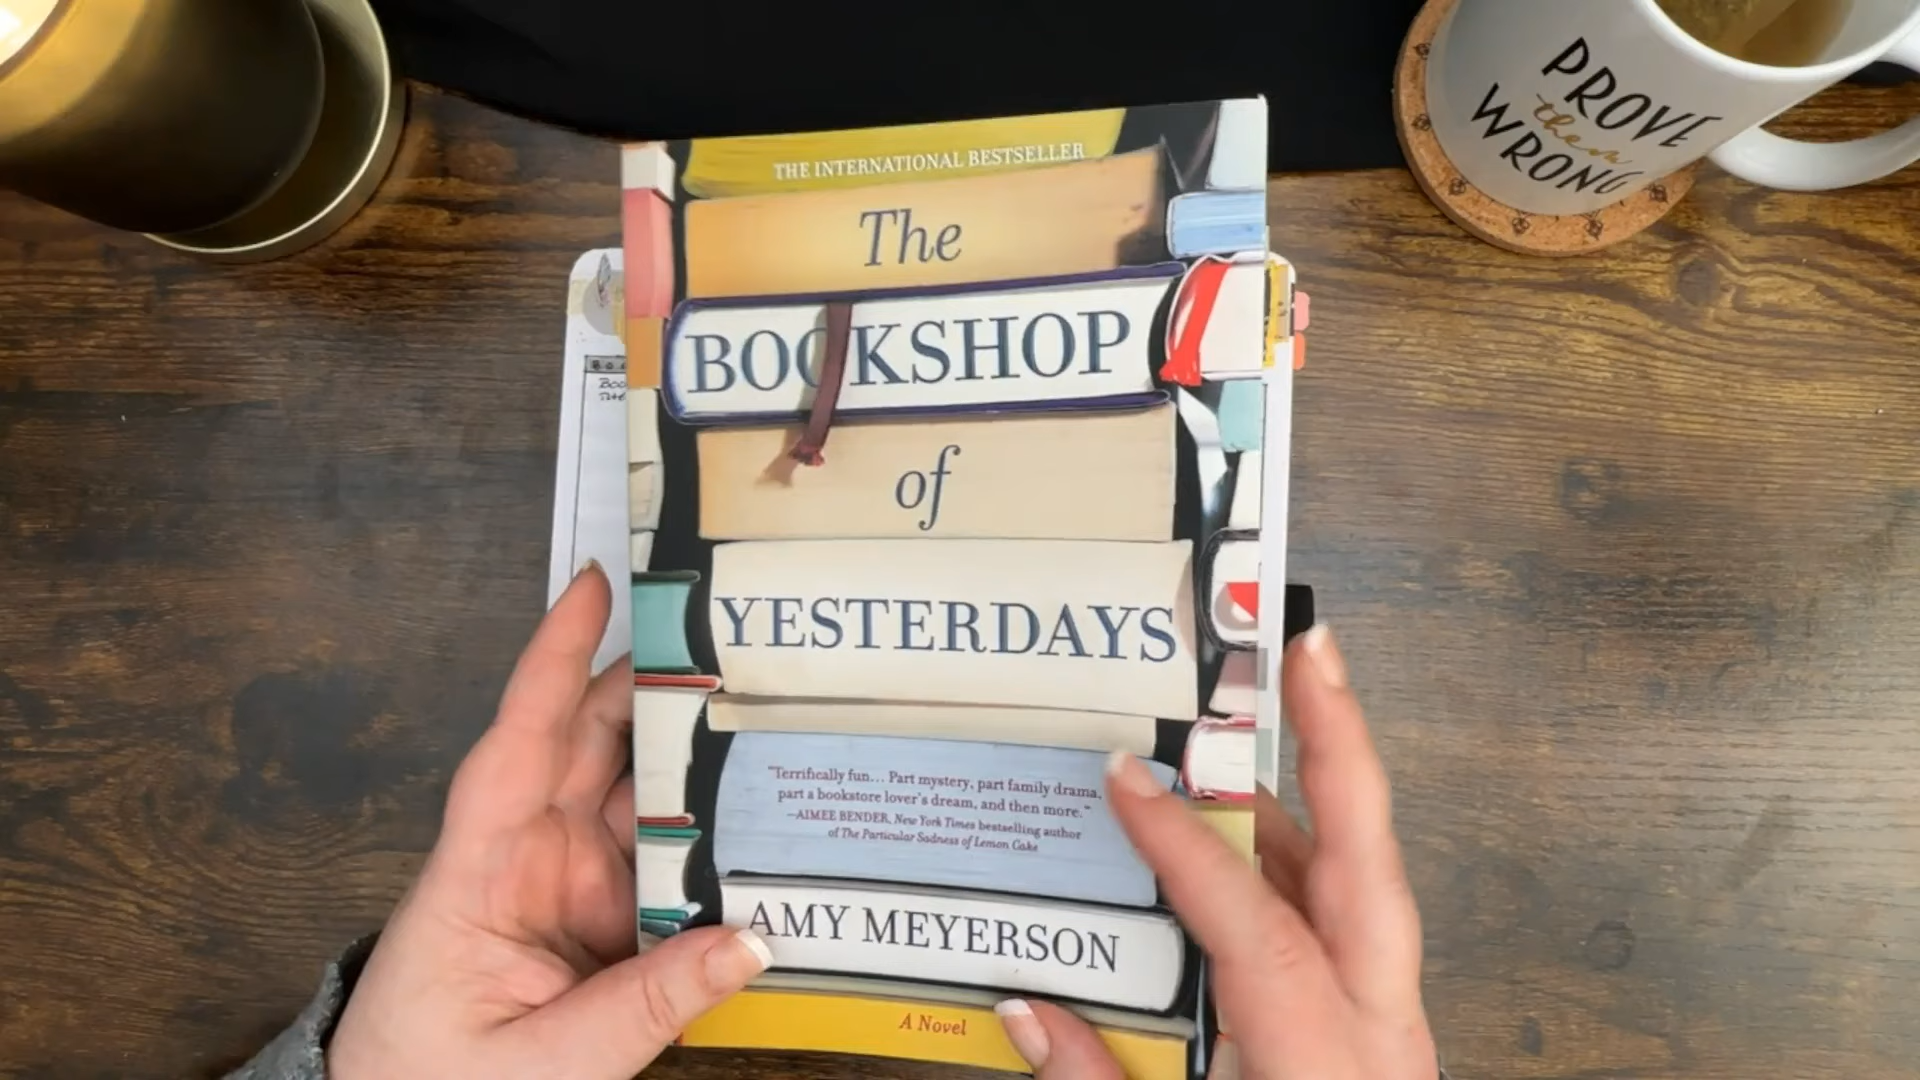 THE INTERNATIONAL BESTSELLER
The
BOOKSHOP
of
YESTERDAYS
"Terrifically fun... Part mystery, part family drama,
part a bookstore lover's dream, and then more."
—AIMEE BENDER, New York Times bestselling author
of The Particular Sadness of Lemon Cake
AMY MEYERSON
A Novel
PROVE
them
WRONG